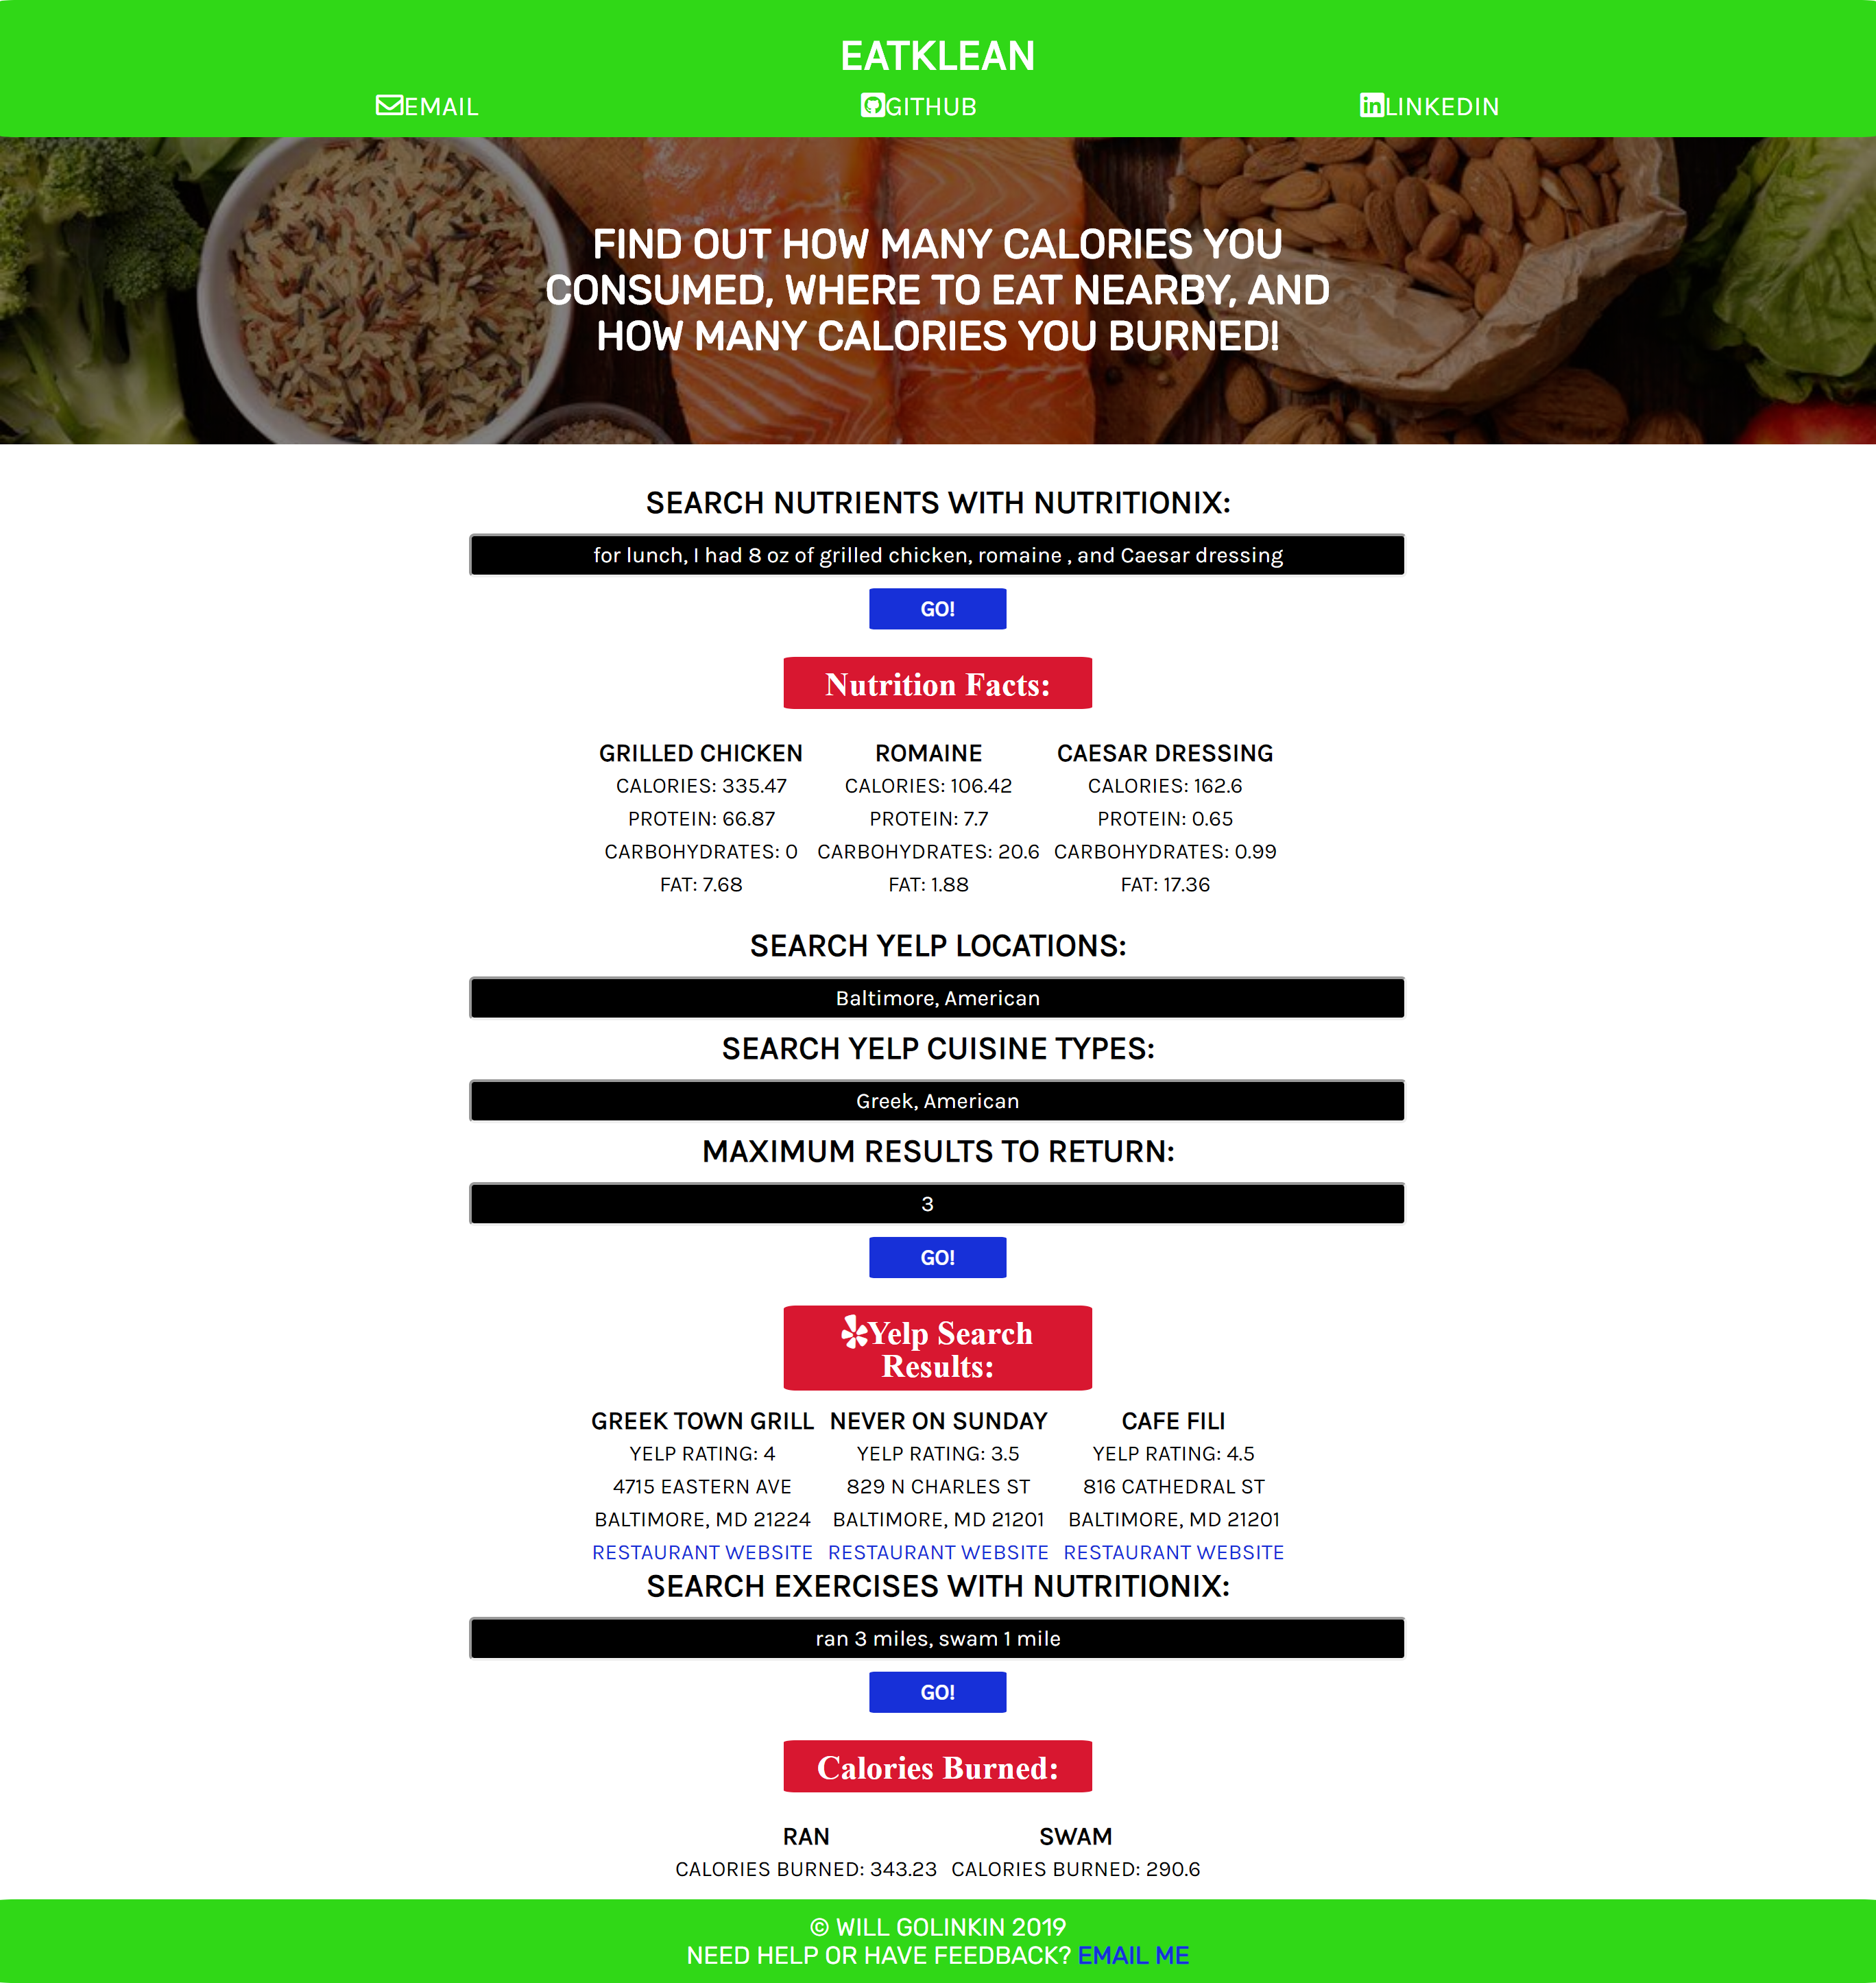 EATKLEAN
EMAIL GITHUB LINKEDIN
FIND OUT HOW MANY CALORIES YOU
CONSUMED, WHERE TO EAT NEARBY, AND
HOW MANY CALORIES YOU BURNED!
SEARCH NUTRIENTS WITH NUTRITIONIX:
for lunch, I had 8 oz of grilled chicken, romaine , and Caesar dressing
GO!
Nutrition Facts:
GRILLED CHICKEN ROMAINE CAESAR DRESSING
CALORIES: 335.47 CALORIES: 106.42 CALORIES: 162.6
PROTEIN: 66.87 PROTEIN: 7.7 PROTEIN: 0.65
CARBOHYDRATES: 0 CARBOHYDRATES: 20.6 CARBOHYDRATES: 0.99
FAT: 7.68 FAT: 1.88 FAT: 17.36
SEARCH YELP LOCATIONS:
Baltimore, American
SEARCH YELP CUISINE TYPES:
Greek, American
MAXIMUM RESULTS TO RETURN:
3
GO!
Yelp Search
Results:
GREEK TOWN GRILL NEVER ON SUNDAY CAFE FILI
YELP RATING: 4 YELP RATING: 3.5 YELP RATING: 4.5
4715 EASTERN AVE 829 N CHARLES ST 816 CATHEDRAL ST
BALTIMORE, MD 21224 BALTIMORE, MD 21201 BALTIMORE, MD 21201
RESTAURANT WEBSITE RESTAURANT WEBSITE RESTAURANT WEBSITE
SEARCH EXERCISES WITH NUTRITIONIX:
ran 3 miles, swam 1 mile
GO!
Calories Burned:
RAN SWAM
CALORIES BURNED: 343.23 CALORIES BURNED: 290.6
© WILL GOLINKIN 2019
NEED HELP OR HAVE FEEDBACK? EMAIL ME